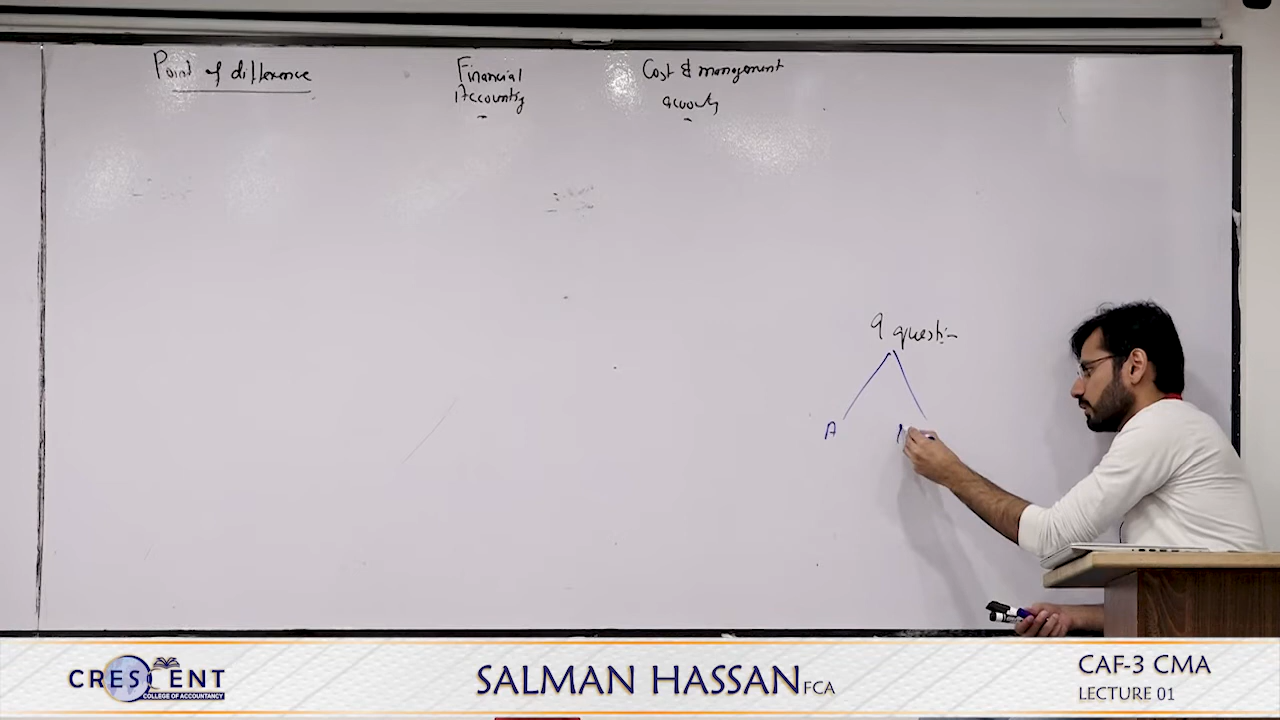 Point of difference
Financial
Accounting
Cost & management
9 question
A
CRESCENT
COLLEGE OF ACCOUNTANCY
SALMAN HASSAN FCA
CAF-3 CMA
LECTURE 01